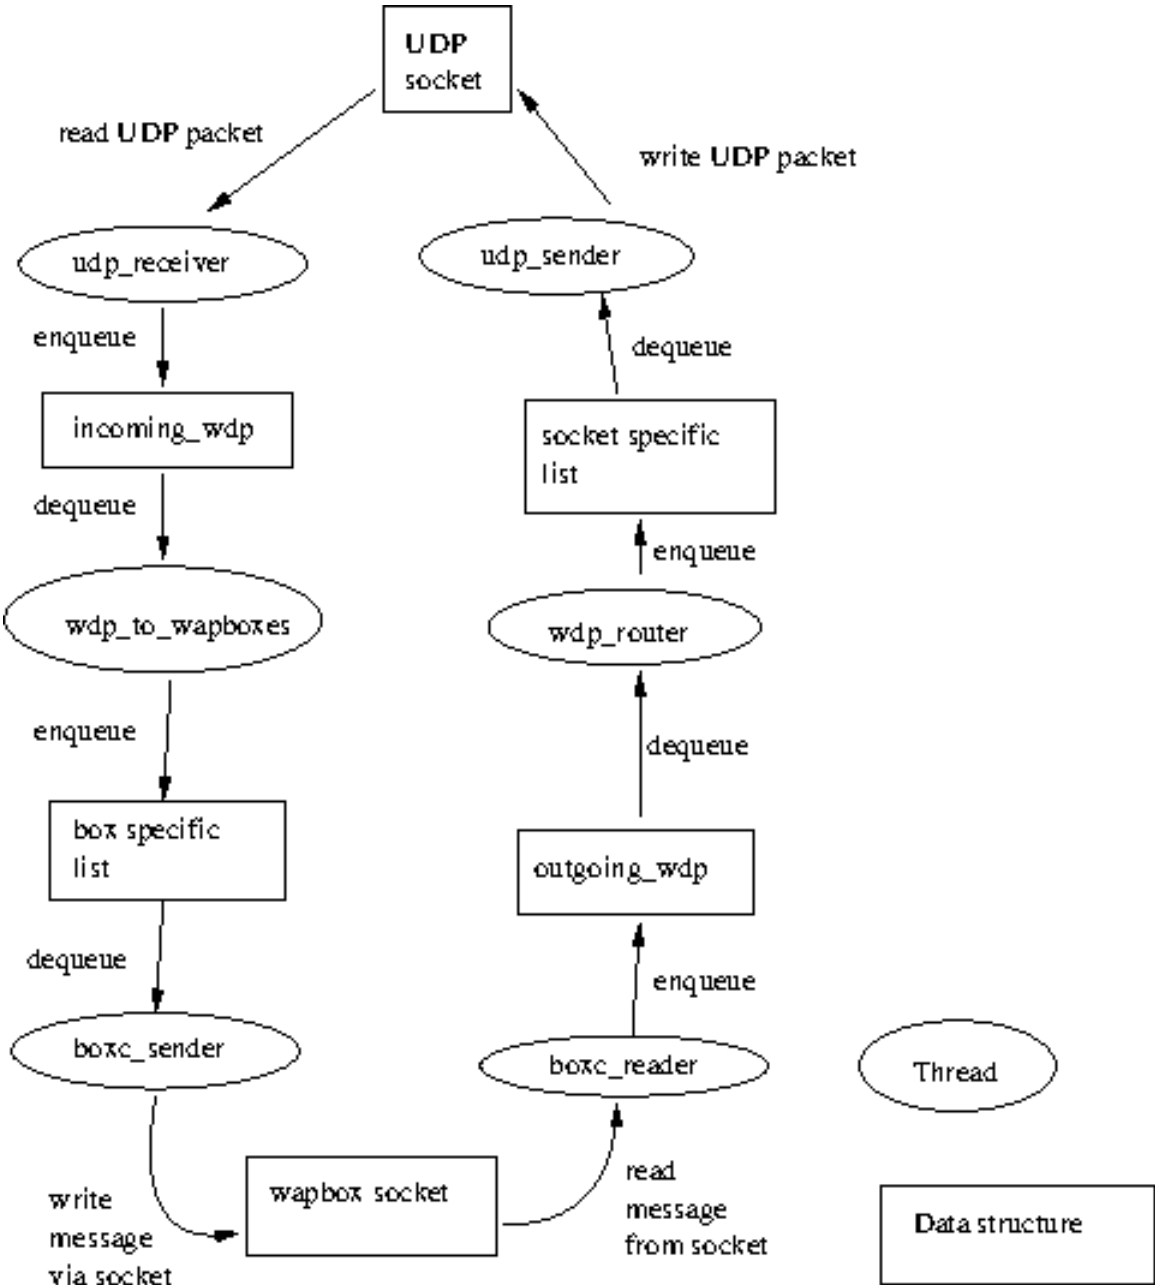 UDP
socket
read UDP packet
write UDP packet
udp_receiver
udp_sender
enqueue
dequeue
incoming_wdp
socket specific
list
dequeue
enqueue
wdp_to_wapboxes
wdp_router
enqueue
dequeue
box specific
list
outgoing_wdp
dequeue
enqueue
boxc_sender
boxc_reader
Thread
write
message
via socket
wapbox socket
read
message
from socket
Data structure